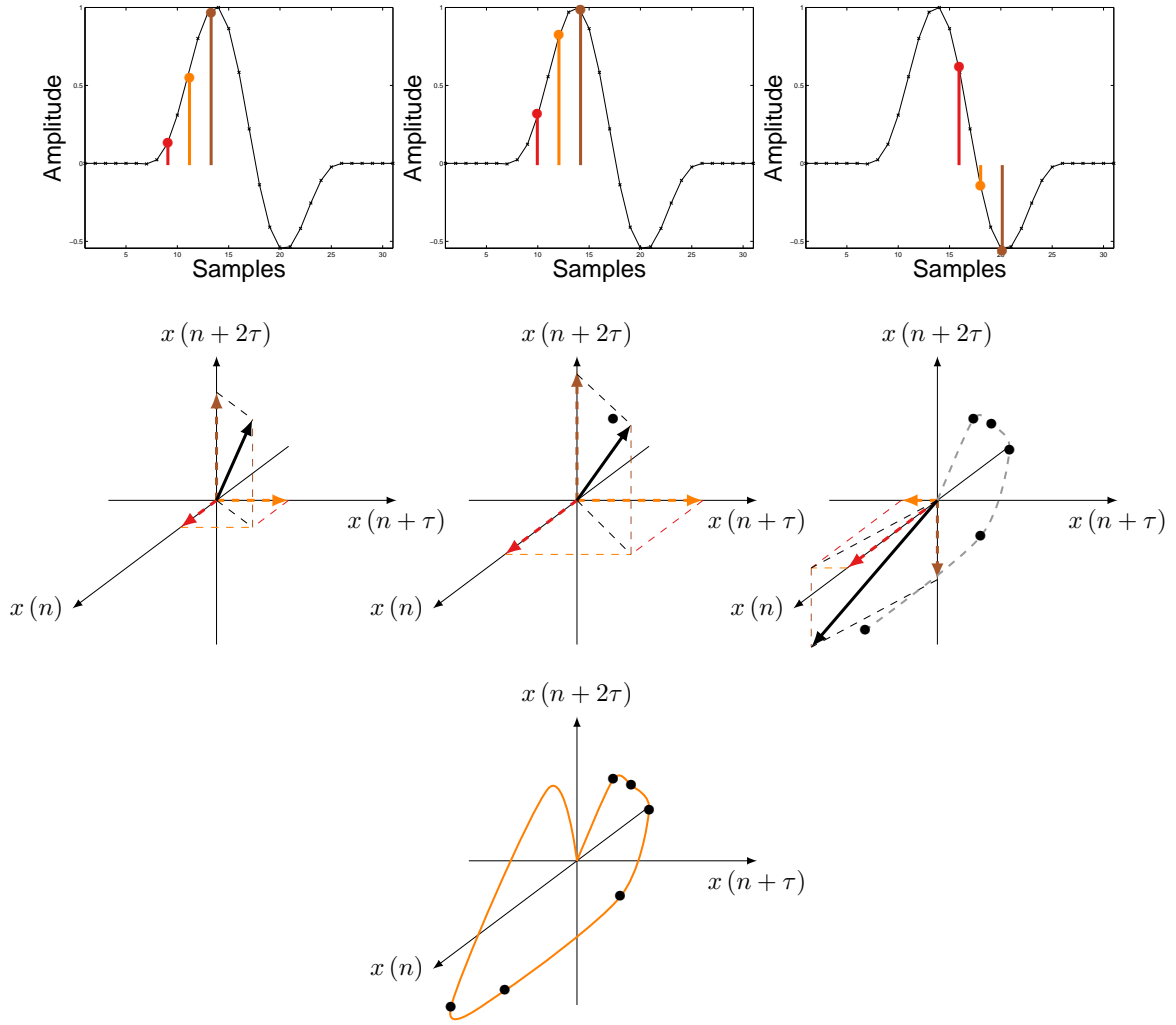 1
0.5
0
−0.5
5 10 15 20 25 30
Amplitude
Samples
1
0.5
0
−0.5
5 10 15 20 25 30
Amplitude
Samples
1
0.5
0
−0.5
5 10 15 20 25 30
Amplitude
Samples
x (n + 2τ)
x (n + τ)
x (n)
x (n + 2τ)
x (n + τ)
x (n)
x (n + 2τ)
x (n + τ)
x (n)
x (n + 2τ)
x (n + τ)
x (n)